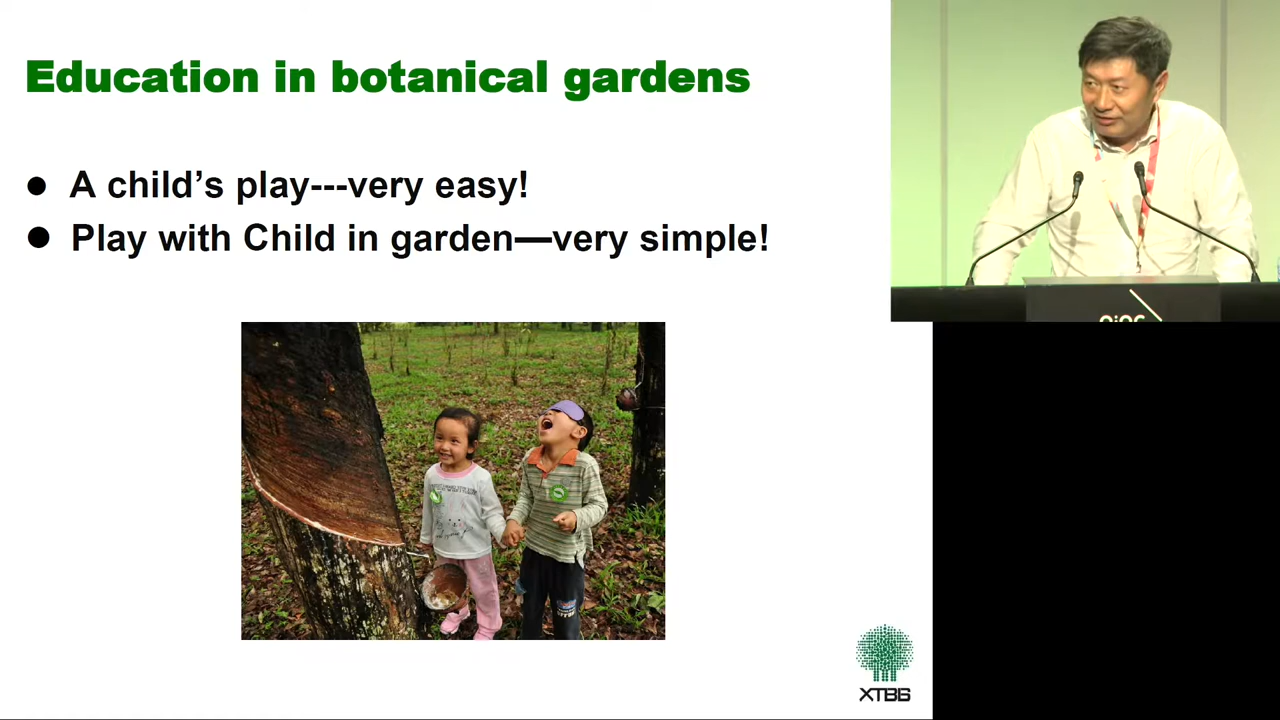 Education in botanical gardens
● A child’s play---very easy!
● Play with Child in garden—very simple!
XTBG